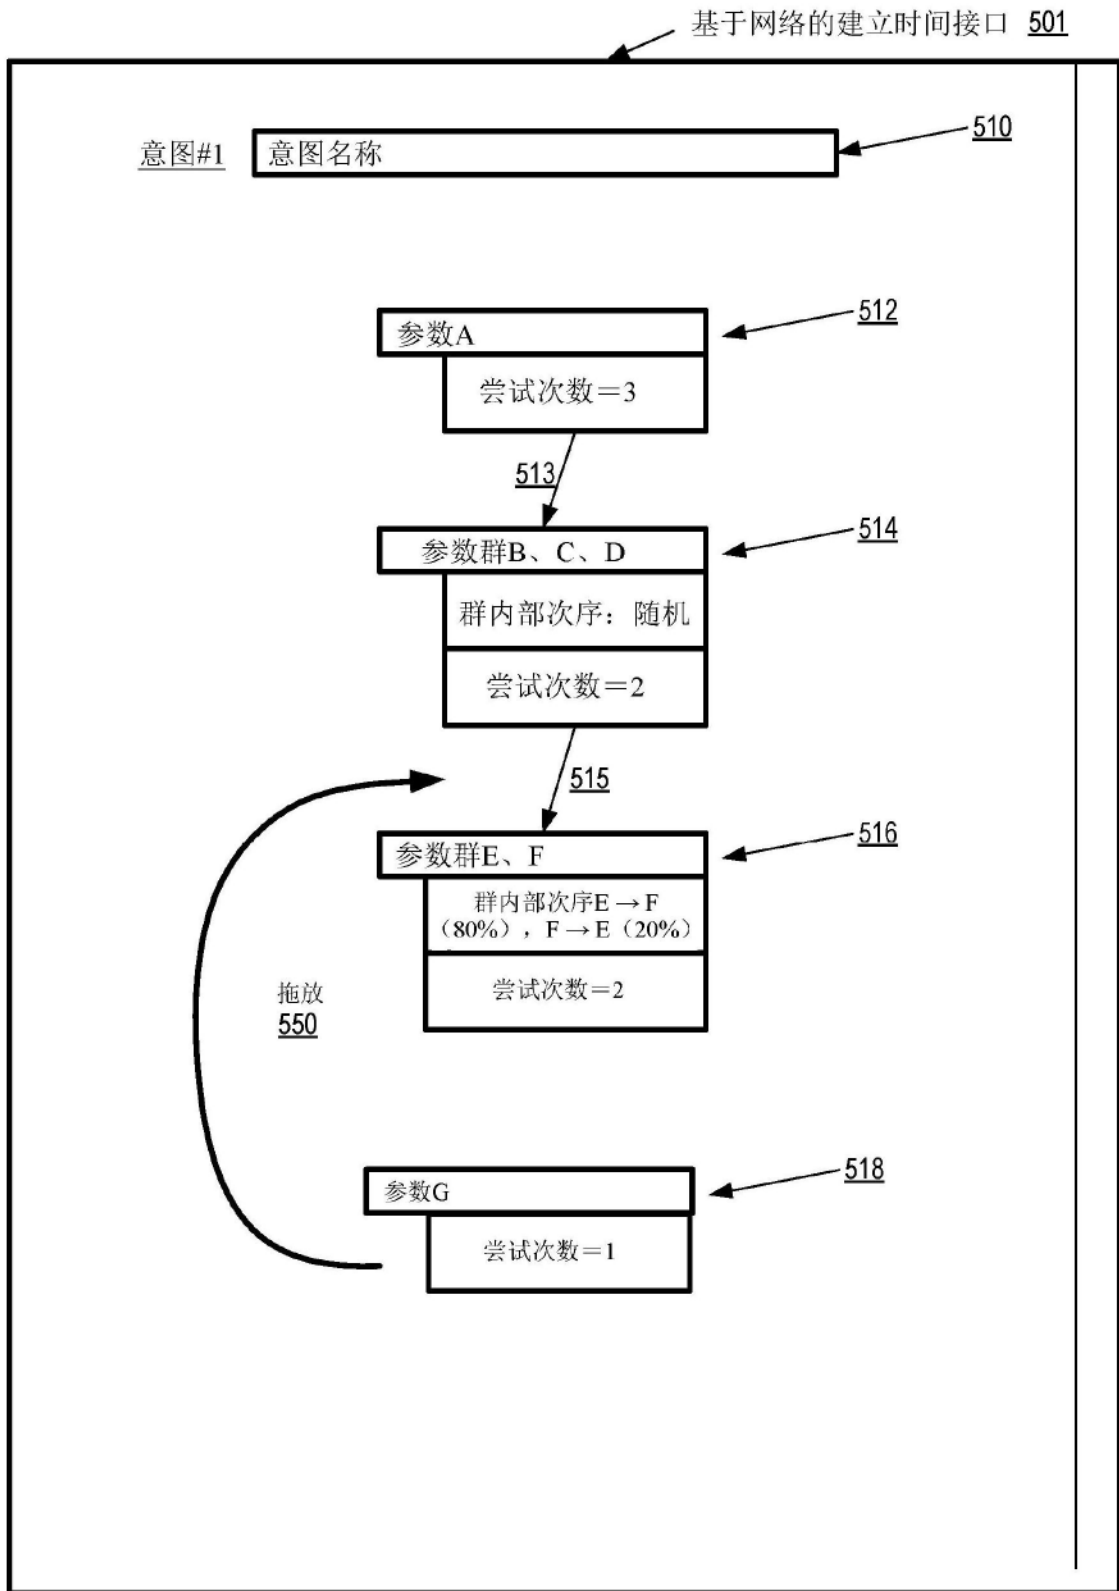 基于网络的建立时间接口 501
510
意图#1 意图名称
512
参数A
尝试次数＝3
513
514
参数群B、C、D
群内部次序：随机
尝试次数＝2
515
516
参数群E、F
群内部次序E→F
（80%），F→E（20%）
尝试次数＝2
拖放
550
518
参数G
尝试次数＝1